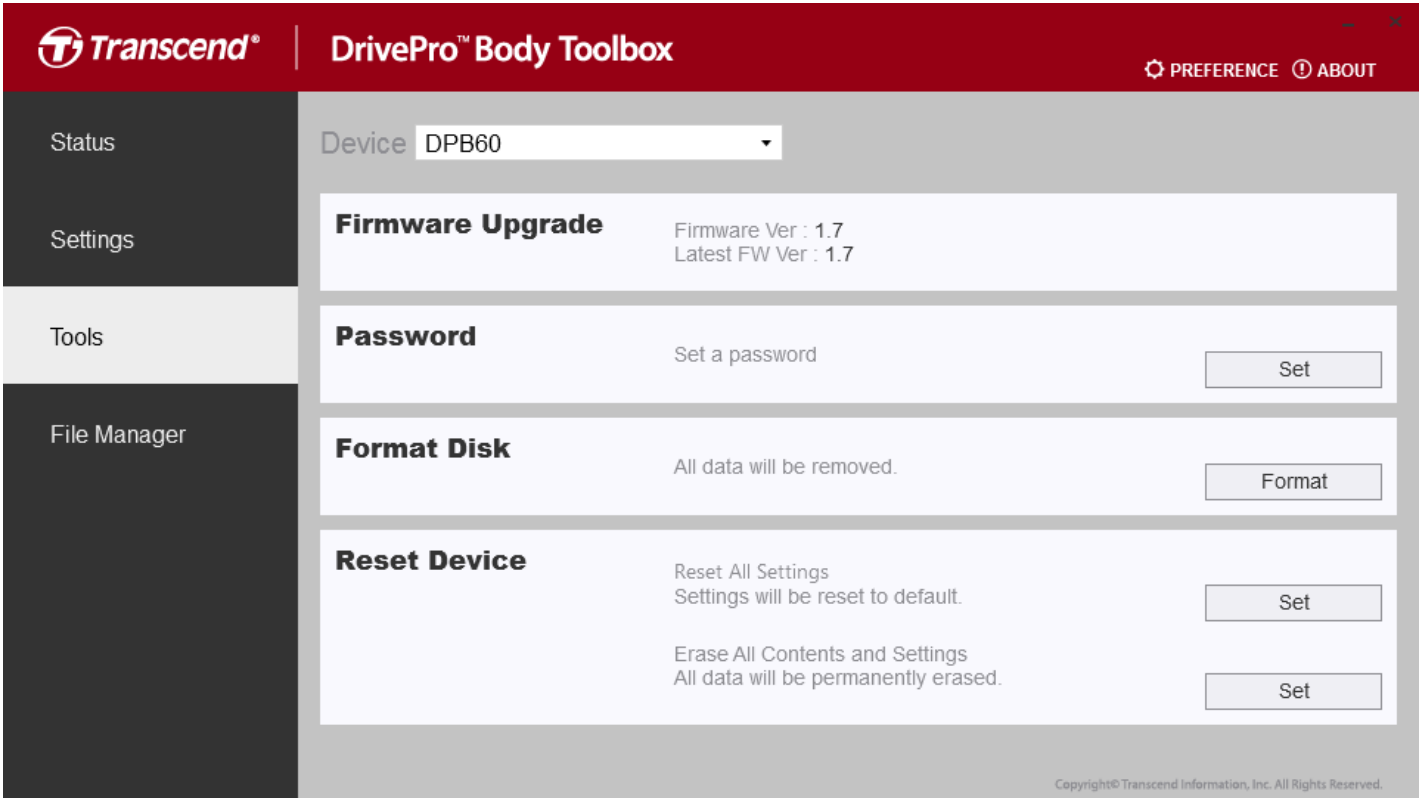 Transcend®
DrivePro™ Body Toolbox
PREFERENCE ABOUT
Status
Settings
Tools
File Manager
Device DPB60
Firmware Upgrade
Firmware Ver : 1.7
Latest FW Ver : 1.7
Password
Set a password
Set
Format Disk
All data will be removed.
Format
Reset Device
Reset All Settings
Settings will be reset to default.
Set
Erase All Contents and Settings
All data will be permanently erased.
Set
Copyright© Transcend Information, Inc. All Rights Reserved.